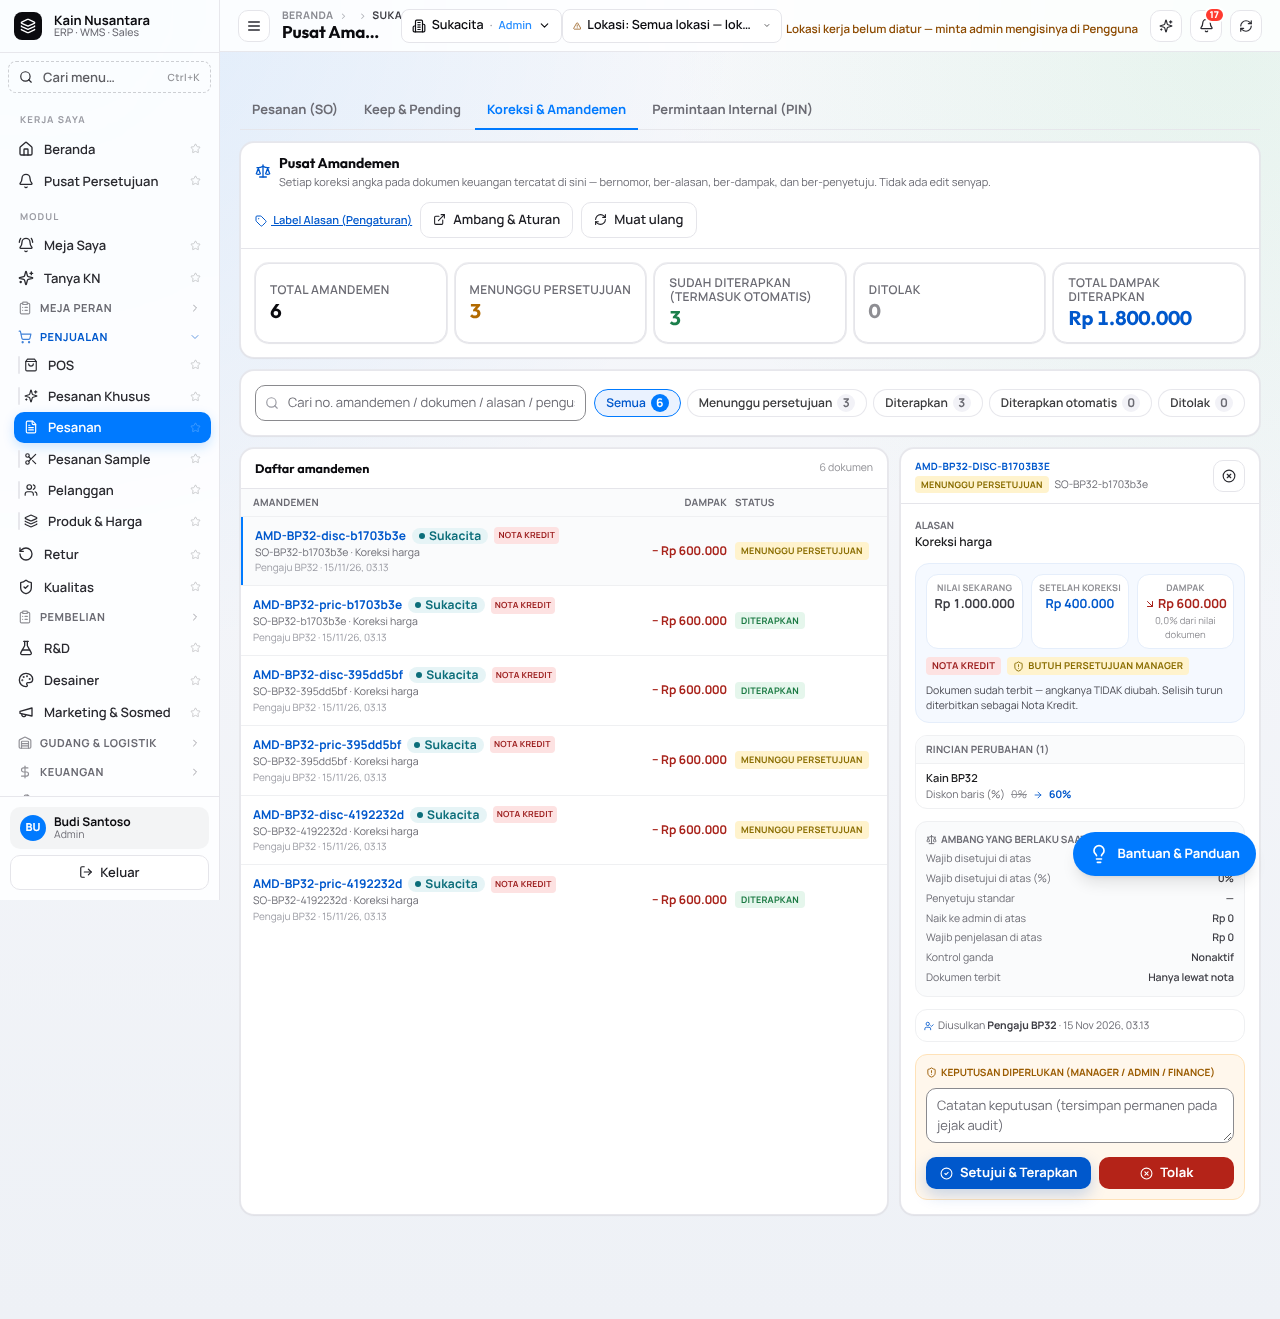 Kain Nusantara
ERP · WMS · Sales
Cari menu... Ctrl+K
KERJA SAYA
Beranda
Pusat Persetujuan
MODUL
Meja Saya
Tanya KN
MEJA PERAN
PENJUALAN
POS
Pesanan Khusus
Pesanan
Pesanan Sample
Pelanggan
Produk & Harga
Retur
Kualitas
PEMBELIAN
R&D
Desainer
Marketing & Sosmed
GUDANG & LOGISTIK
KEUANGAN
BU Budi Santoso
Admin
Keluar
BERANDA › › SUKA
Pusat Ama...
Sukacita · Admin
Lokasi: Semua lokasi — lok...
Lokasi kerja belum diatur — minta admin mengisinya di Pengguna
17
Pesanan (SO) Keep & Pending Koreksi & Amandemen Permintaan Internal (PIN)
Pusat Amandemen
Setiap koreksi angka pada dokumen keuangan tercatat di sini — bernomor, ber-alasan, ber-dampak, dan ber-penyetuju. Tidak ada edit senyap.
Label Alasan (Pengaturan) Ambang & Aturan Muat ulang
TOTAL AMANDEMEN
6
MENUNGGU PERSETUJUAN
3
SUDAH DITERAPKAN (TERMASUK OTOMATIS)
3
DITOLAK
0
TOTAL DAMPAK DITERAPKAN
Rp 1.800.000
Cari no. amandemen / dokumen / alasan / pengu
Semua 6 Menunggu persetujuan 3 Diterapkan 3 Diterapkan otomatis 0 Ditolak 0
Daftar amandemen 6 dokumen
AMANDEMEN DAMPAK STATUS
AMD-BP32-disc-b1703b3e Sukacita NOTA KREDIT
SO-BP32-b1703b3e · Koreksi harga − Rp 600.000 MENUNGGU PERSETUJUAN
Pengaju BP32 · 15/11/26, 03.13
AMD-BP32-pric-b1703b3e Sukacita NOTA KREDIT
SO-BP32-b1703b3e · Koreksi harga − Rp 600.000 DITERAPKAN
Pengaju BP32 · 15/11/26, 03.13
AMD-BP32-disc-395dd5bf Sukacita NOTA KREDIT
SO-BP32-395dd5bf · Koreksi harga − Rp 600.000 DITERAPKAN
Pengaju BP32 · 15/11/26, 03.13
AMD-BP32-pric-395dd5bf Sukacita NOTA KREDIT
SO-BP32-395dd5bf · Koreksi harga − Rp 600.000 MENUNGGU PERSETUJUAN
Pengaju BP32 · 15/11/26, 03.13
AMD-BP32-disc-4192232d Sukacita NOTA KREDIT
SO-BP32-4192232d · Koreksi harga − Rp 600.000 MENUNGGU PERSETUJUAN
Pengaju BP32 · 15/11/26, 03.13
AMD-BP32-pric-4192232d Sukacita NOTA KREDIT
SO-BP32-4192232d · Koreksi harga − Rp 600.000 DITERAPKAN
Pengaju BP32 · 15/11/26, 03.13
AMD-BP32-DISC-B1703B3E
MENUNGGU PERSETUJUAN SO-BP32-b1703b3e
ALASAN
Koreksi harga
NILAI SEKARANG
Rp 1.000.000
SETELAH KOREKSI
Rp 400.000
DAMPAK
Rp 600.000
0,0% dari nilai
dokumen
NOTA KREDIT BUTUH PERSETUJUAN MANAGER
Dokumen sudah terbit — angkanya TIDAK diubah. Selisih turun
diterbitkan sebagai Nota Kredit.
RINCIAN PERUBAHAN (1)
Kain BP32
Diskon baris (%) 0% → 60%
AMBANG YANG BERLAKU SAA
Bantuan & Panduan
Wajib disetujui di atas
Wajib disetujui di atas (%) 0%
Penyetuju standar —
Naik ke admin di atas Rp 0
Wajib penjelasan di atas Rp 0
Kontrol ganda Nonaktif
Dokumen terbit Hanya lewat nota
Diusulkan Pengaju BP32 · 15 Nov 2026, 03.13
KEPUTUSAN DIPERLUKAN (MANAGER / ADMIN / FINANCE)
Catatan keputusan (tersimpan permanen pada
jejak audit)
Setujui & Terapkan Tolak